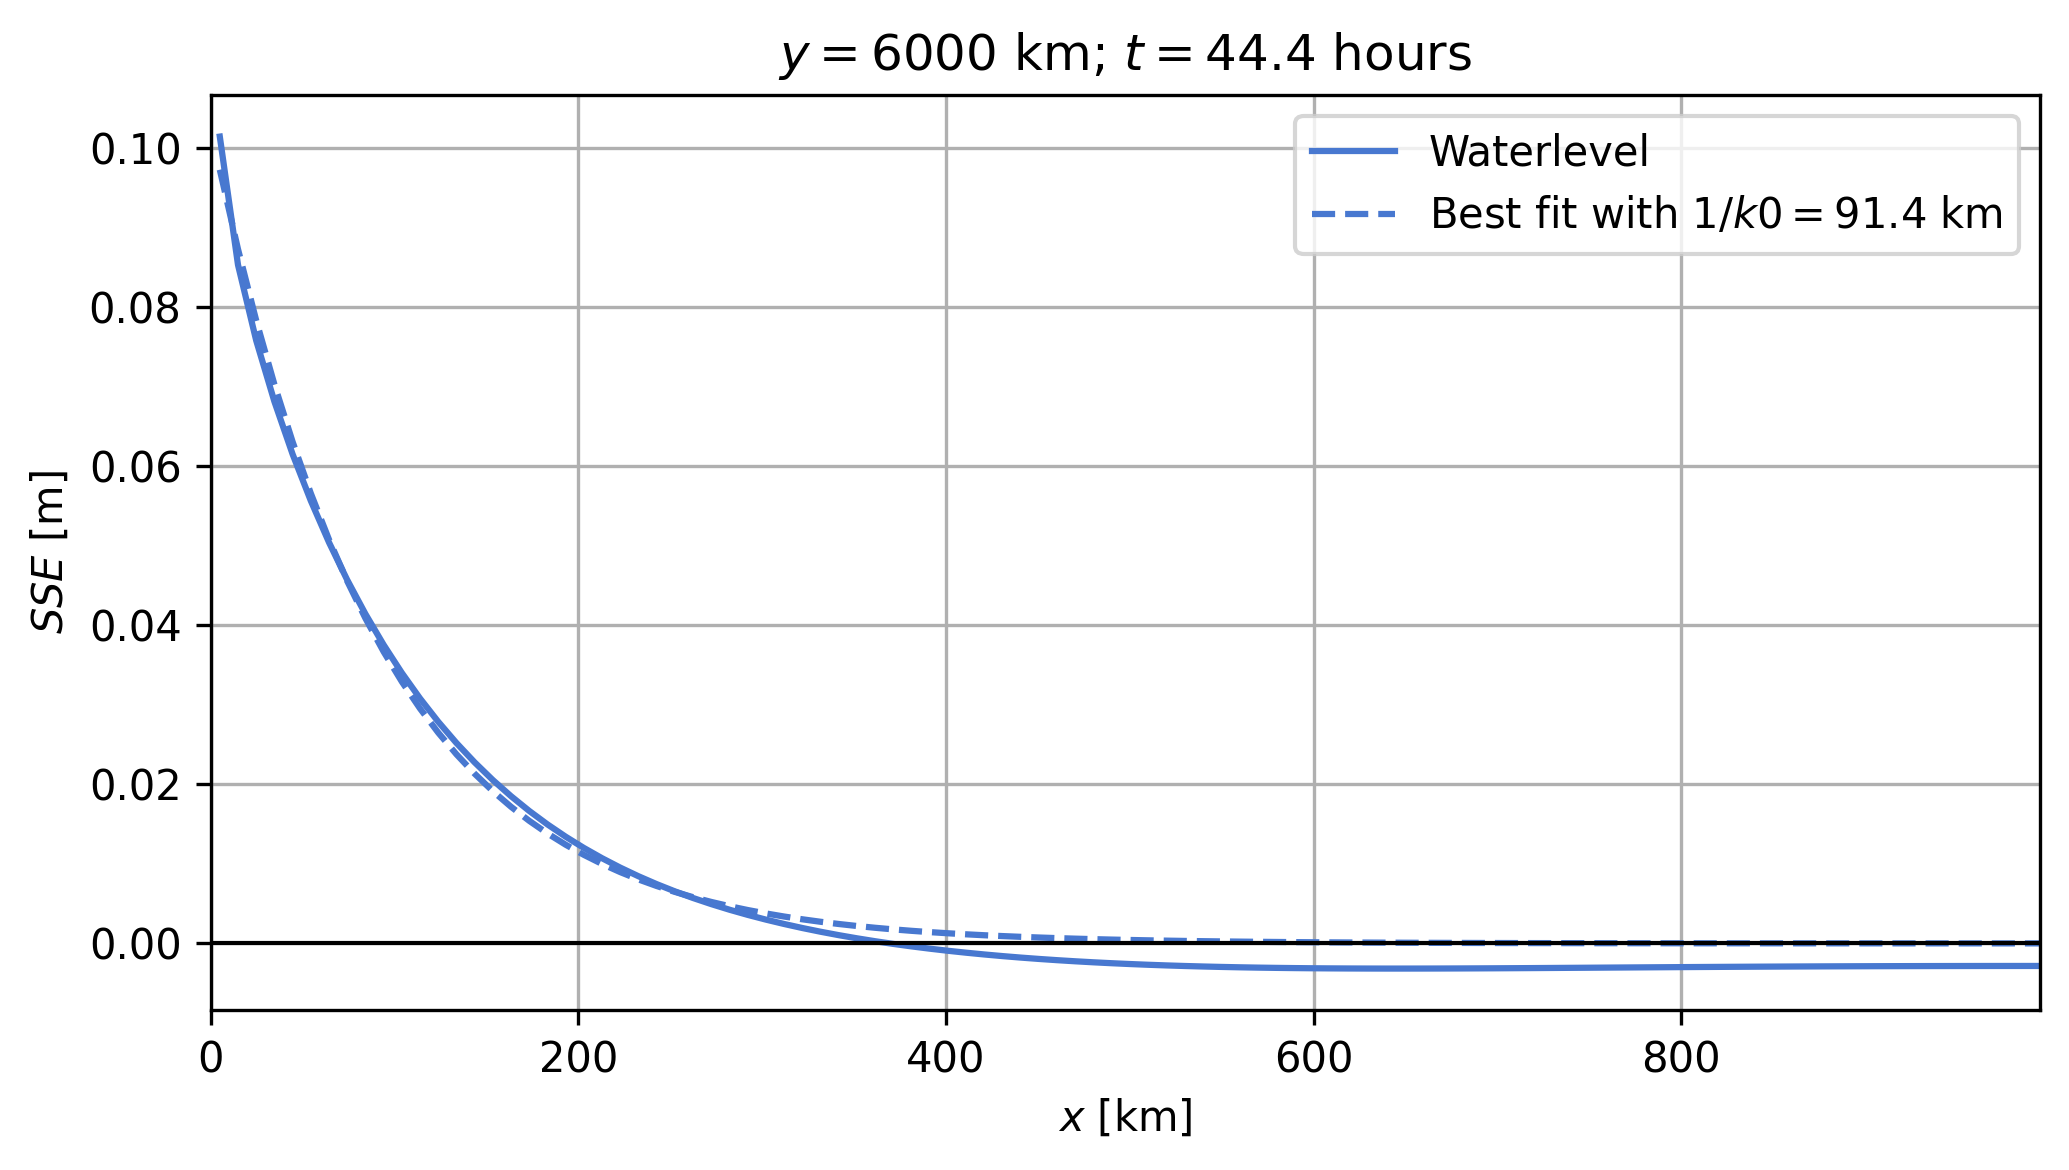 y = 6000 km; t = 44.4 hours
Waterlevel
Best fit with 1/k0 = 91.4 km
SSE [m]
0.10
0.08
0.06
0.04
0.02
0.00
0 200 400 600 800
x [km]